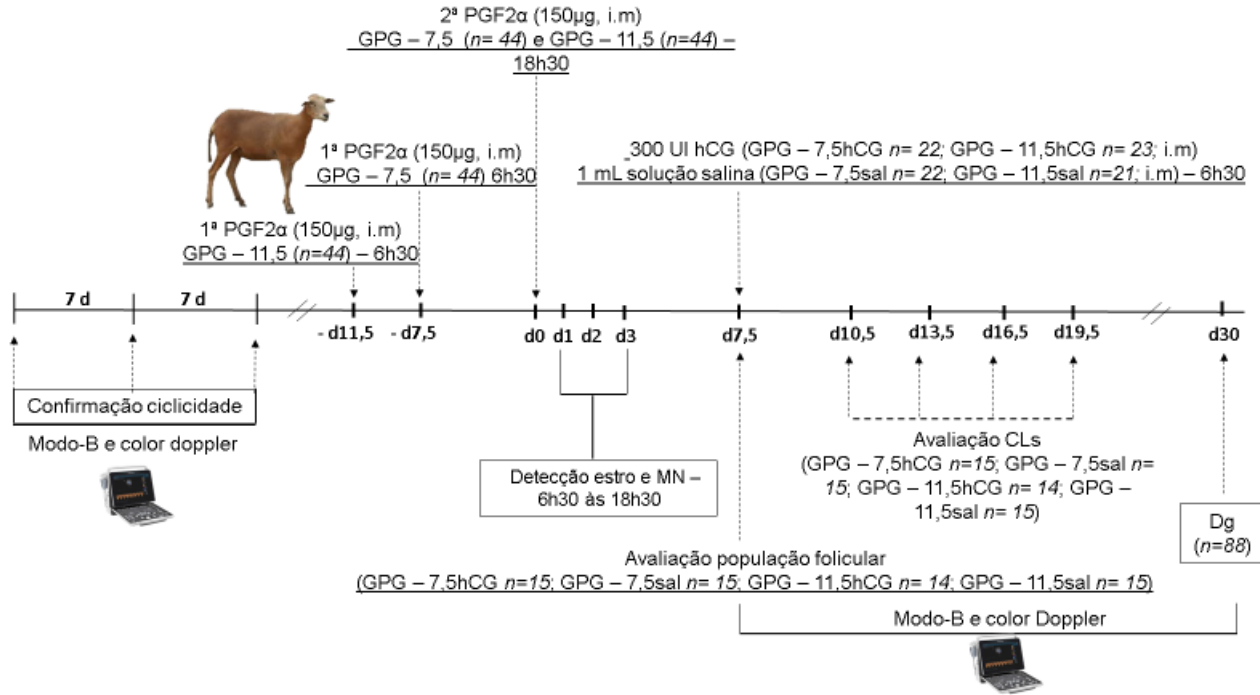 2ª PGF2α (150µg, i.m)
GPG – 7,5 (n= 44) e GPG – 11,5 (n=44) –
18h30
1ª PGF2α (150µg, i.m)
GPG – 7,5 (n= 44) 6h30
_300 UI hCG (GPG – 7,5hCG n= 22; GPG – 11,5hCG n= 23; i.m)
1 mL solução salina (GPG – 7,5sal n= 22; GPG – 11,5sal n=21; i.m) – 6h30
1ª PGF2α (150µg, i.m)
GPG – 11,5 (n=44) – 6h30
7 d
7 d
- d11,5
- d7,5
d0
d1
d2
d3
d7,5
d10,5
d13,5
d16,5
d19,5
d30
Confirmação ciclicidade
Modo-B e color doppler
Detecção estro e MN –
6h30 às 18h30
Avaliação CLs
(GPG – 7,5hCG n=15; GPG – 7,5sal n=
15; GPG – 11,5hCG n= 14; GPG –
11,5sal n= 15)
Dg
(n=88)
Avaliação população folicular
(GPG – 7,5hCG n=15; GPG – 7,5sal n= 15; GPG – 11,5hCG n= 14; GPG – 11,5sal n= 15)
Modo-B e color Doppler